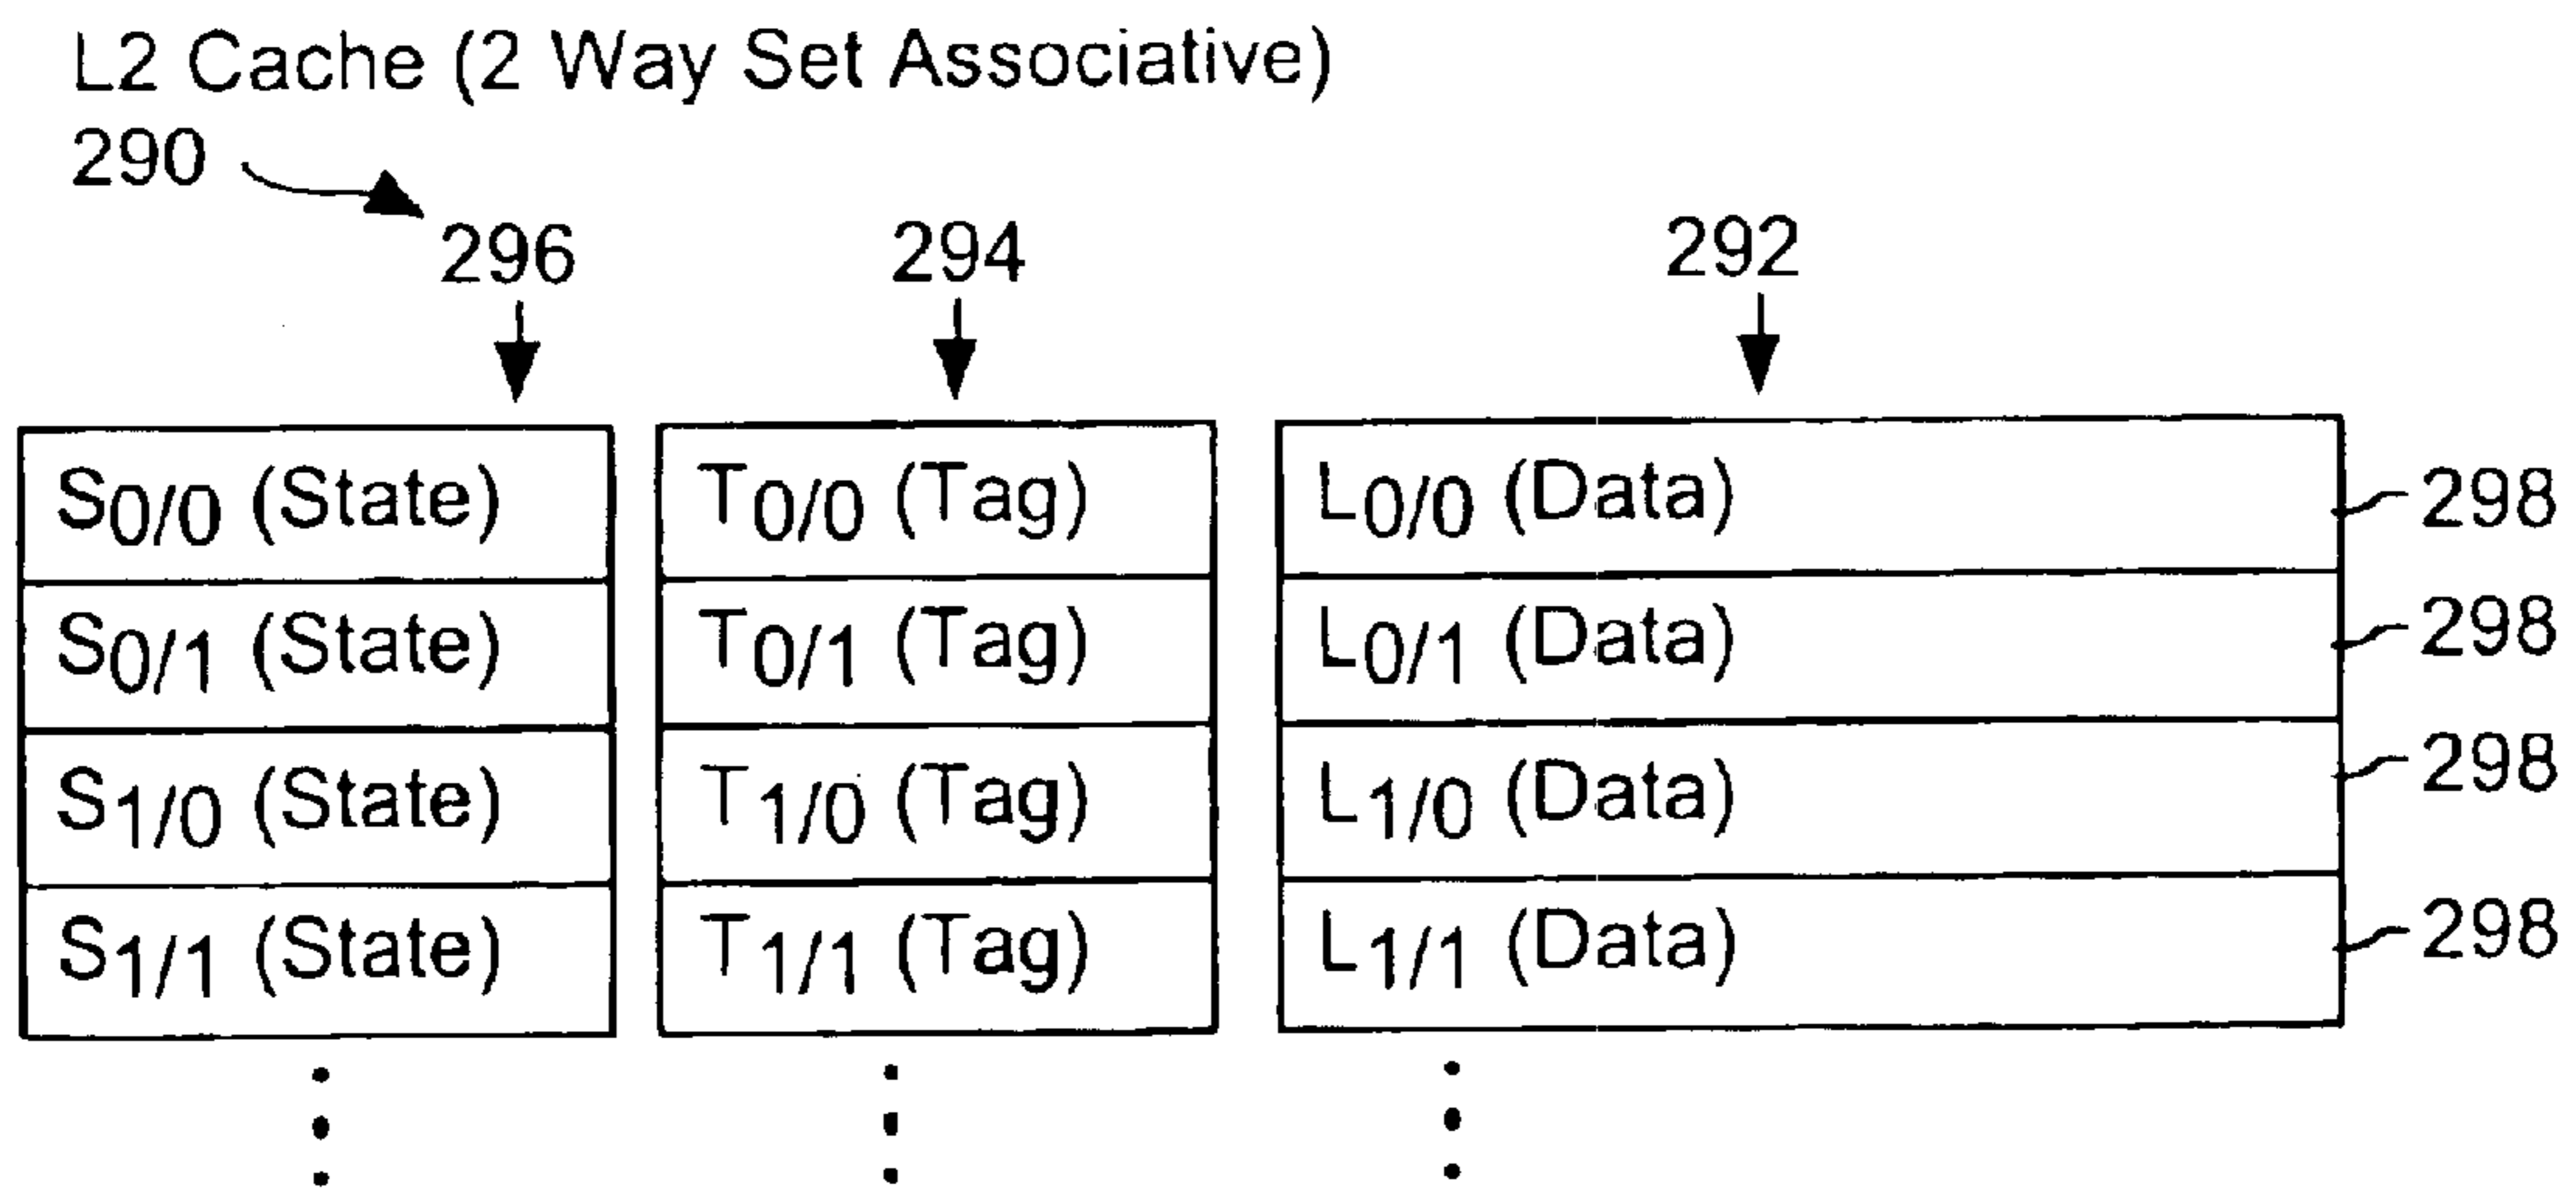 L2 Cache (2 Way Set Associative)
290
296 294 292
S0/0 (State) T0/0 (Tag) L0/0 (Data) 298
S0/1 (State) T0/1 (Tag) L0/1 (Data) 298
S1/0 (State) T1/0 (Tag) L1/0 (Data) 298
S1/1 (State) T1/1 (Tag) L1/1 (Data) 298